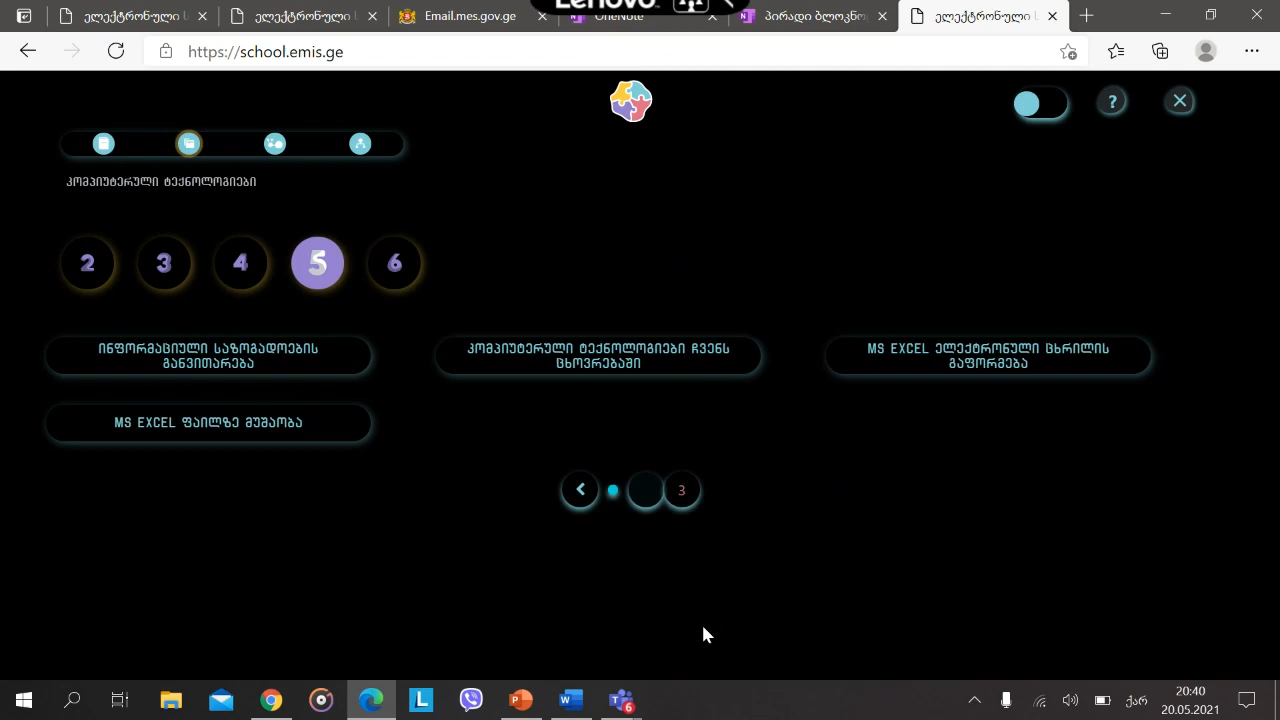 ელექტრონული
ელექტრონული
Email.mes.gov.ge
OneNote
პირადი ბლოკნო
ელექტრონული
https://school.emis.ge
?
კომპიუტერული ტექნოლოგიები
2 3 4 5 6
ინფორმაციული საზოგადოების
განვითარება
კომპიუტერული ტექნოლოგიები ჩვენს
ცხოვრებაში
MS EXCEL ელექტრონული ცხრილის
გაფორმება
MS EXCEL ფაილზე მუშაობა
3
L
6
ქარ
20:40
20.05.2021